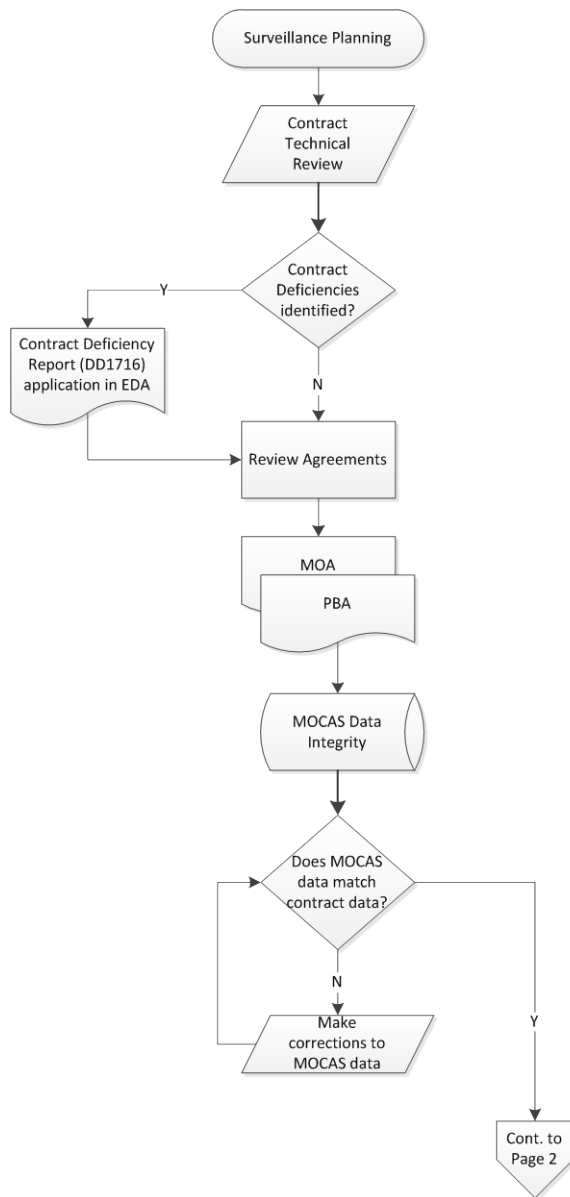 Surveillance Planning
Contract
Technical
Review
Contract
Deficiencies
identified?
Y
Contract Deficiency
Report (DD1716)
application in EDA
N
Review Agreements
MOA
PBA
MOCAS Data
Integrity
Does MOCAS
data match
contract data?
N
Make
corrections to
MOCAS data
Y
Cont. to
Page 2